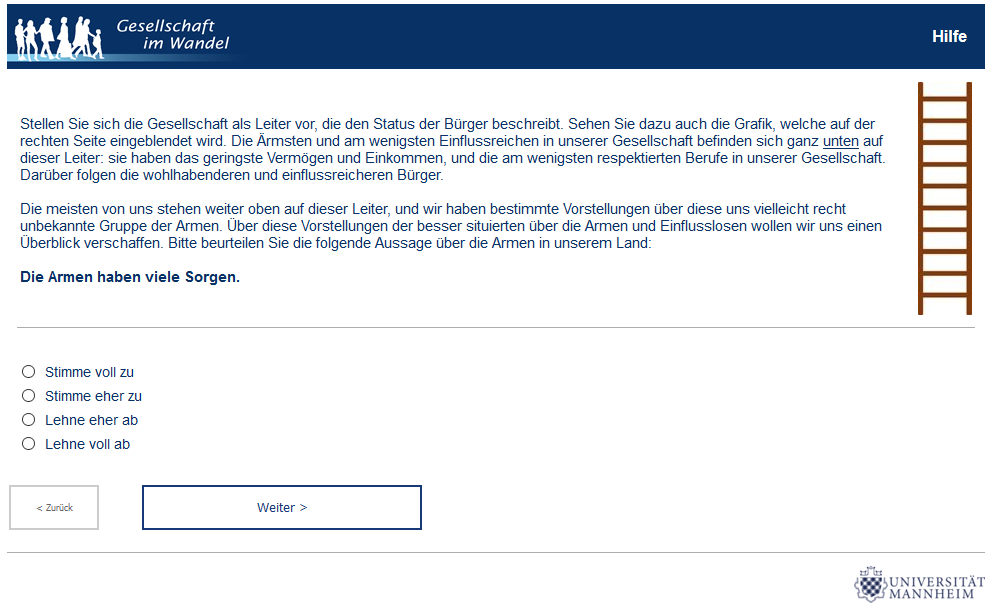 Gesellschaft
im Wandel
Hilfe
Stellen Sie sich die Gesellschaft als Leiter vor, die den Status der Bürger beschreibt. Sehen Sie dazu auch die Grafik, welche auf der
rechten Seite eingeblendet wird. Die Ärmsten und am wenigsten Einflussreichen in unserer Gesellschaft befinden sich ganz unten auf
dieser Leiter: sie haben das geringste Vermögen und Einkommen, und die am wenigsten respektierten Berufe in unserer Gesellschaft.
Darüber folgen die wohlhabenderen und einflussreicheren Bürger.
Die meisten von uns stehen weiter oben auf dieser Leiter, und wir haben bestimmte Vorstellungen über diese uns vielleicht recht
unbekannte Gruppe der Armen. Über diese Vorstellungen der besser situierten über die Armen und Einflusslosen wollen wir uns einen
Überblick verschaffen. Bitte beurteilen Sie die folgende Aussage über die Armen in unserem Land:
Die Armen haben viele Sorgen.
Stimme voll zu
Stimme eher zu
Lehne eher ab
Lehne voll ab
< Zurück
Weiter >
UNIVERSITÄT
MANNHEIM